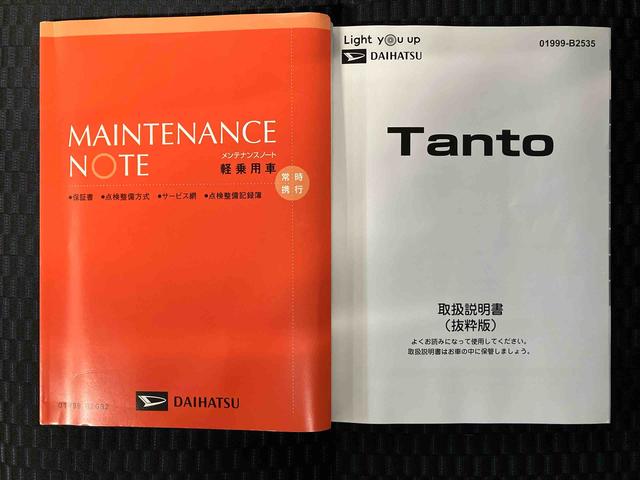 MAINTENANCE
NOTE
メンテナンスノート
軽乗用車
常時
携行
●保証書 ●点検整備方式 ●サービス網 ●点検整備記録簿
DAIHATSU
Light you up
DAIHATSU
01999-B2535
Tanto
取扱説明書
（抜粋版）
よくお読みになって使用してください。
取扱説明書はお車の中に保管しましょう。